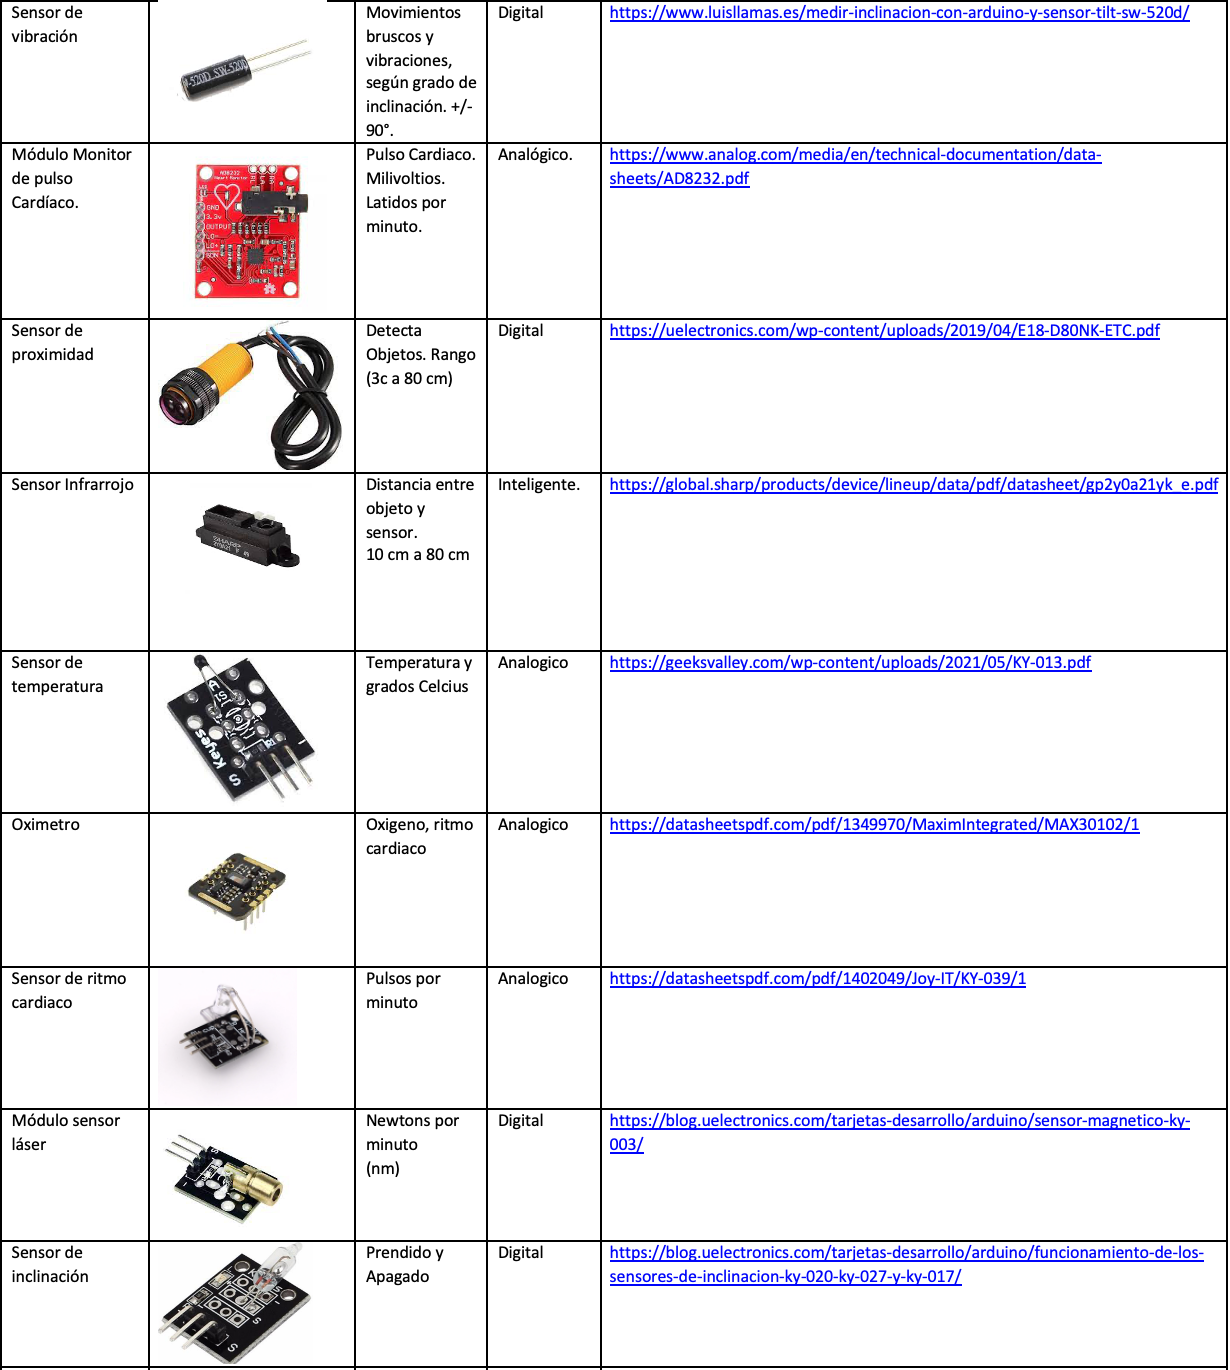 Sensor de
vibración
SW-520D
Movimientos
bruscos y
vibraciones,
según grado de
inclinación. +/-
90°.
Digital
https://www.luisllamas.es/medir-inclinacion-con-arduino-y-sensor-tilt-sw-520d/
Módulo Monitor
de pulso
Cardíaco.
AD8232
Heart Monitor
GND
3.3v
OUTPUT
LO-
LO+
SDN
Pulso Cardiaco.
Milivoltios.
Latidos por
minuto.
Analógico.
https://www.analog.com/media/en/technical-documentation/data-
sheets/AD8232.pdf
Sensor de
proximidad
Detecta
Objetos. Rango
(3c a 80 cm)
Digital
https://uelectronics.com/wp-content/uploads/2019/04/E18-D80NK-ETC.pdf
Sensor Infrarrojo
SHARP
Distancia entre
objeto y
sensor.
10 cm a 80 cm
Inteligente.
https://global.sharp/products/device/lineup/data/pdf/datasheet/gp2y0a21yk_e.pdf
Sensor de
temperatura
Keyes
S
Temperatura y
grados Celcius
Analogico
https://geeksvalley.com/wp-content/uploads/2021/05/KY-013.pdf
Oximetro
Oxigeno, ritmo
cardiaco
Analogico
https://datasheetspdf.com/pdf/1349970/MaximIntegrated/MAX30102/1
Sensor de ritmo
cardiaco
Pulsos por
minuto
Analogico
https://datasheetspdf.com/pdf/1402049/Joy-IT/KY-039/1
Módulo sensor
láser
S
Newtons por
minuto
(nm)
Digital
https://blog.uelectronics.com/tarjetas-desarrollo/arduino/sensor-magnetico-ky-
003/
Sensor de
inclinación
S
S
Prendido y
Apagado
Digital
https://blog.uelectronics.com/tarjetas-desarrollo/arduino/funcionamiento-de-los-
sensores-de-inclinacion-ky-020-ky-027-y-ky-017/